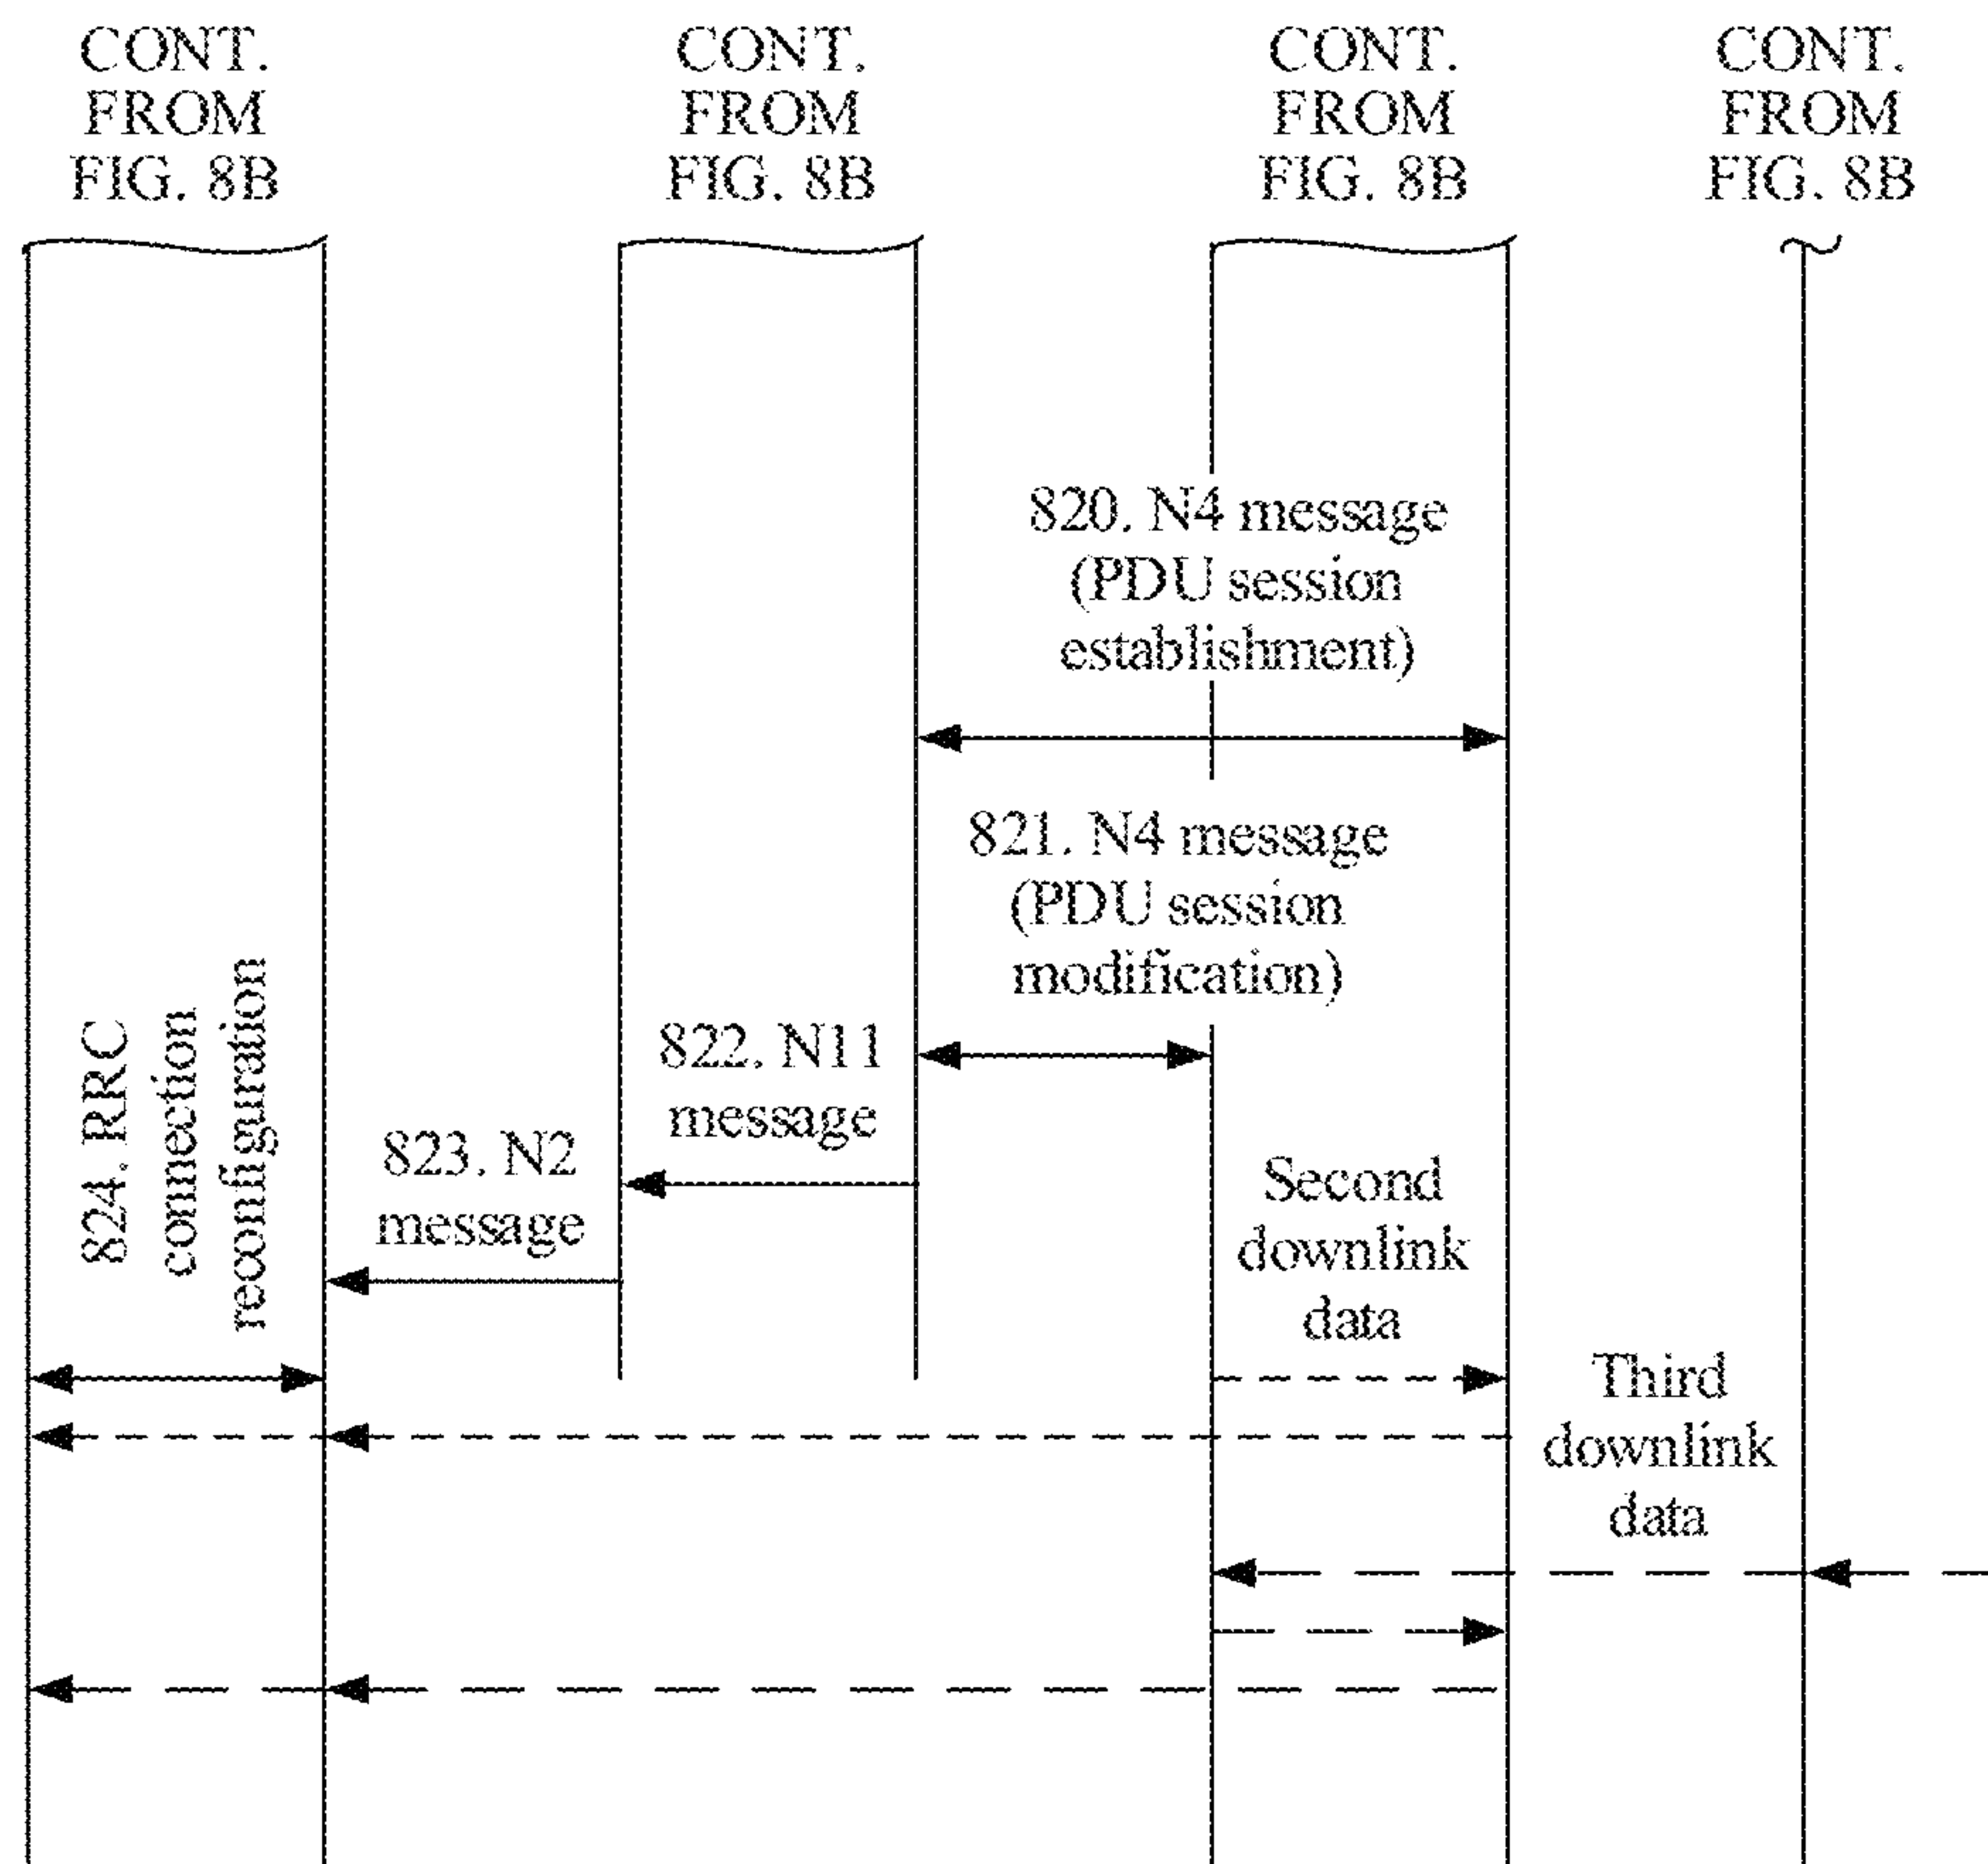 CONT.
FROM
FIG. 8B
CONT.
FROM
FIG. 8B
CONT.
FROM
FIG. 8B
CONT.
FROM
FIG. 8B
820. N4 message
(PDU session
establishment)
821. N4 message
(PDU session
modification)
822. N11
message
823. N2
message
824. RRC
connection
reconfiguration
Second
downlink
data
Third
downlink
data